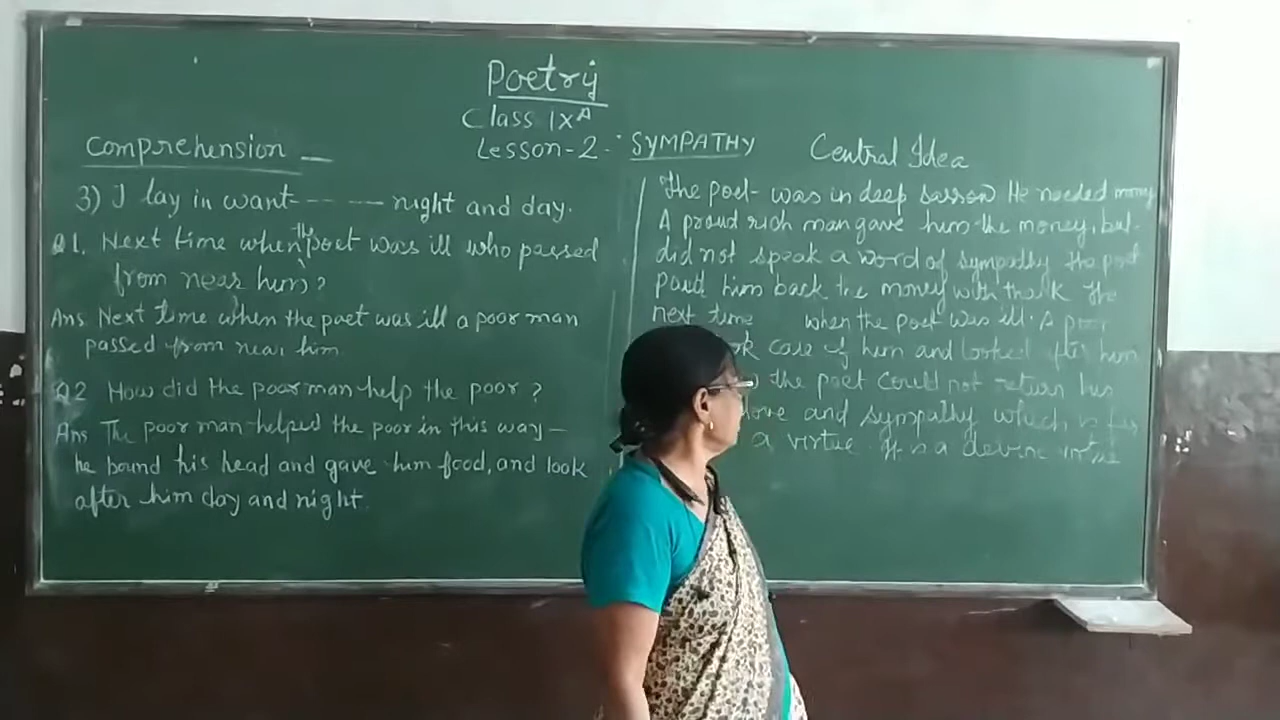 Poetry
Class IX A
Lesson-2. SYMPATHY
Comprehension
3) I lay in want --- --- night and day.
Q1. Next time when the poet was ill who passed
from near him?
Ans. Next time when the poet was ill a poor man
passed from near him
Q2 How did the poor man help the poor?
Ans The poor man helped the poor in this way—
he bound his head and gave him food, and look
after him day and night.
Central Idea
The poet was in deep sorrow He needed money
A proud rich man gave him the money, but
did not speak a word of sympathy the poet
paid him back the money with thank The
next time when the poet was ill. A poor
care of him and looked after him
the poet could not return his
love and sympathy which is
a virtue. It is a devine virtue